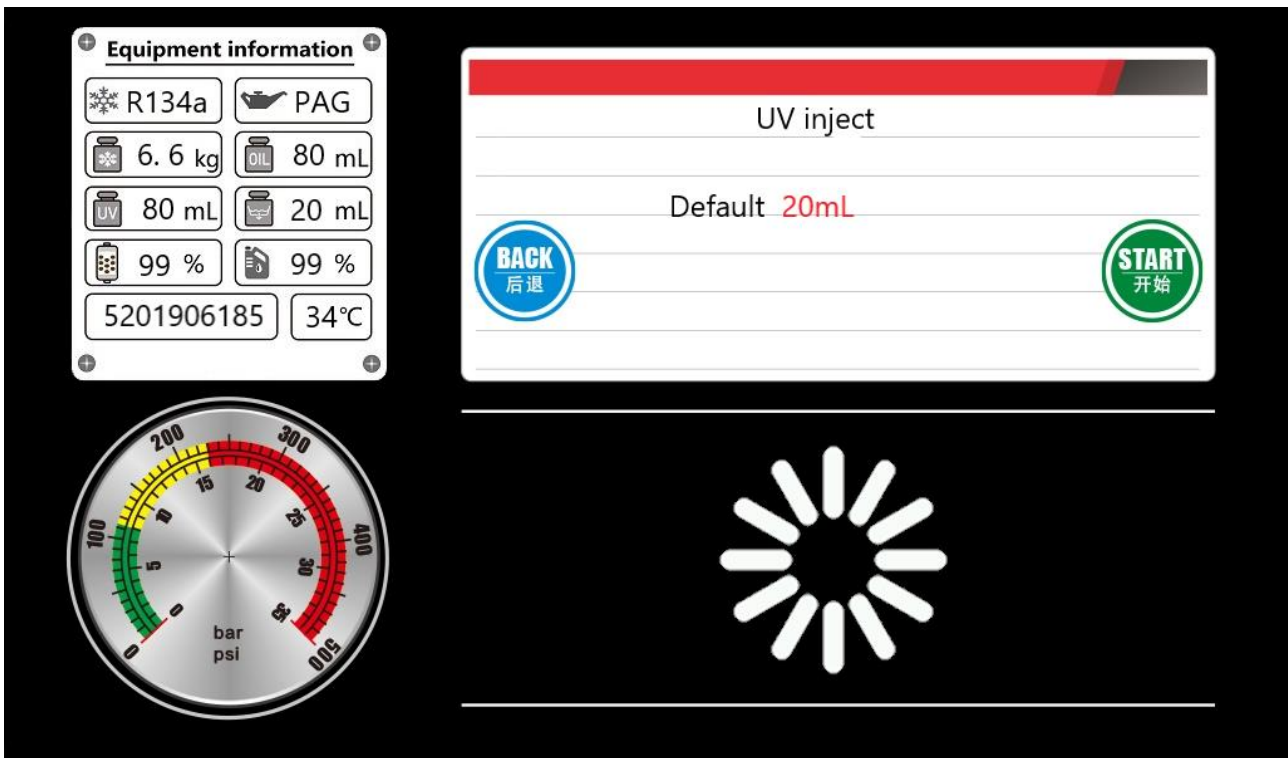 Equipment information
R134a PAG
6. 6 kg OIL 80 mL
UV 80 mL 20 mL
99 % 99 %
5201906185 34℃
UV inject
Default 20mL
BACK
后退
START
开始
0 100 200 300 400 500
0 5 10 15 20 25 30 35
bar
psi